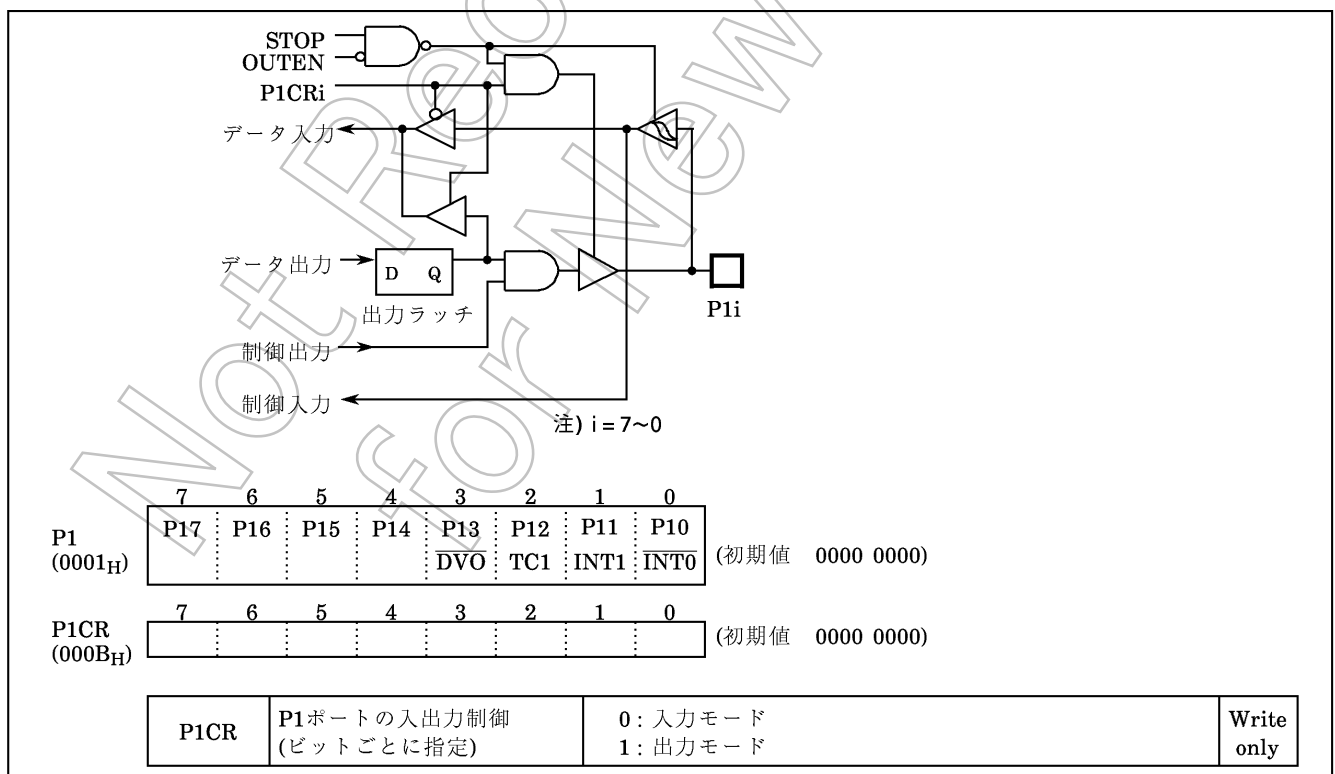 STOP
OUTEN
P1CRi
データ入力
データ出力
D Q
出力ラッチ
P1i
制御出力
制御入力
注) i = 7~0
7 6 5 4 3 2 1 0
P1 (0001H)
P17 P16 P15 P14 P13 P12 P11 P10
DVO TC1 INT1 INT0
(初期値 0000 0000)
7 6 5 4 3 2 1 0
P1CR (000BH)
(初期値 0000 0000)
P1CR
P1ポートの入出力制御
(ビットごとに指定)
0 : 入力モード
1 : 出力モード
Write
only
Not Rec
for New